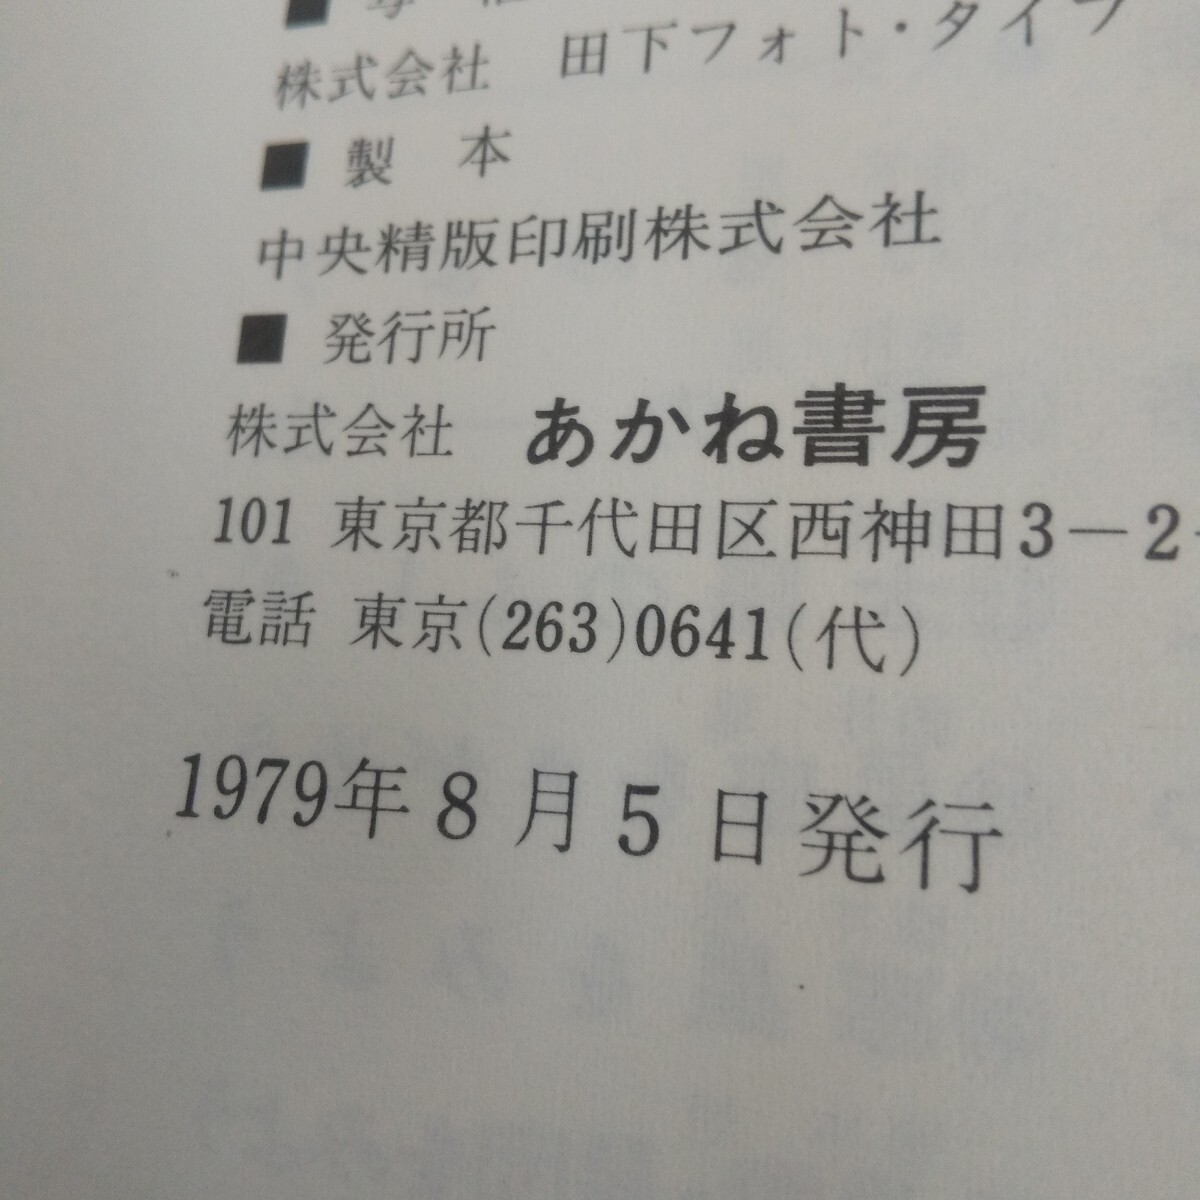 ■
株式会社 田下フォト・タイプ
■ 製 本
中央精版印刷株式会社
■ 発行所
株式会社 あかね書房
101 東京都千代田区西神田3－2
電話 東京(263)0641(代)
1979年8月5日発行